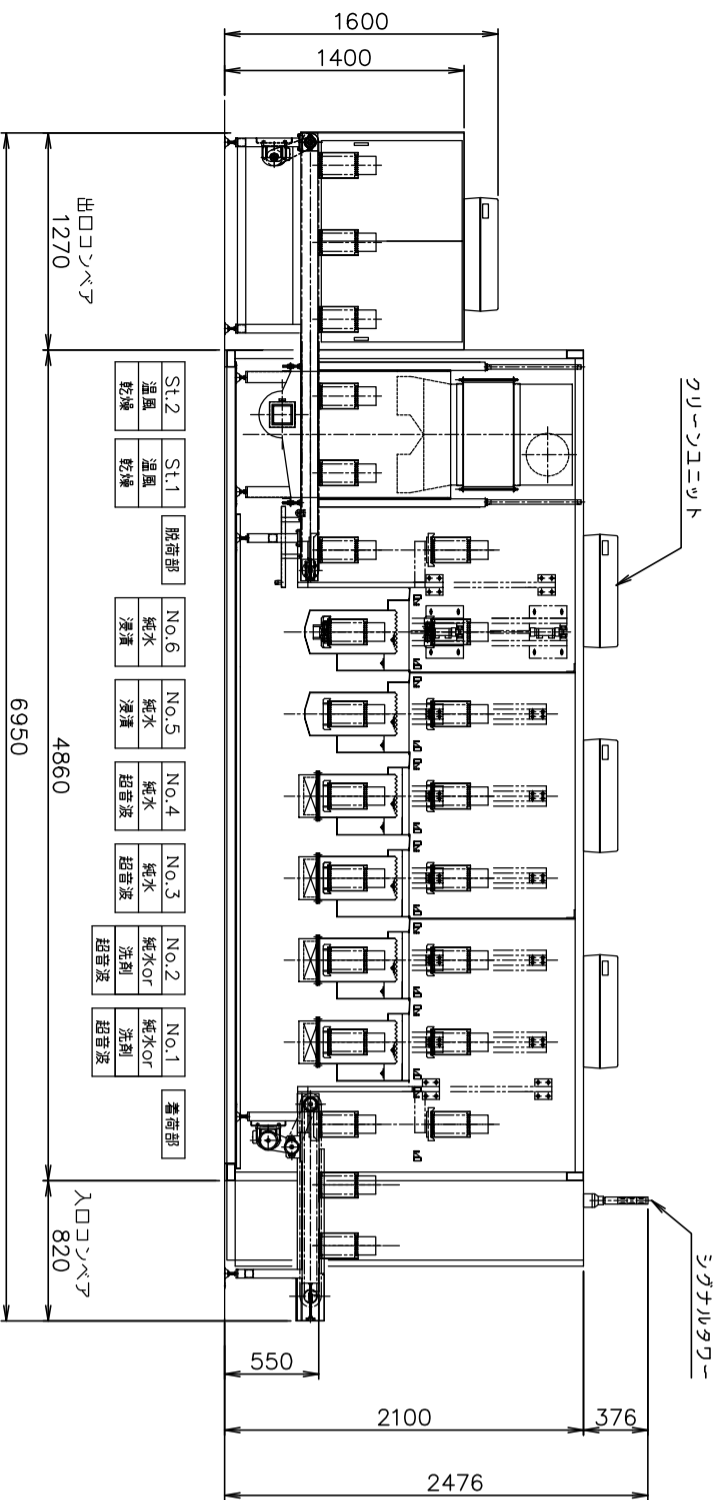 1600
1400
クリーンユニット
シグナルタワー
出口コンベア
1270
4860
入口コンベア
820
6950
550
2100
376
2476
St.2
温風
乾燥
St.1
温風
乾燥
脱荷部
No.6
純水
浸漬
No.5
純水
浸漬
No.4
純水
超音波
No.3
純水
超音波
No.2
純水or
洗剤
超音波
No.1
純水or
洗剤
超音波
着荷部